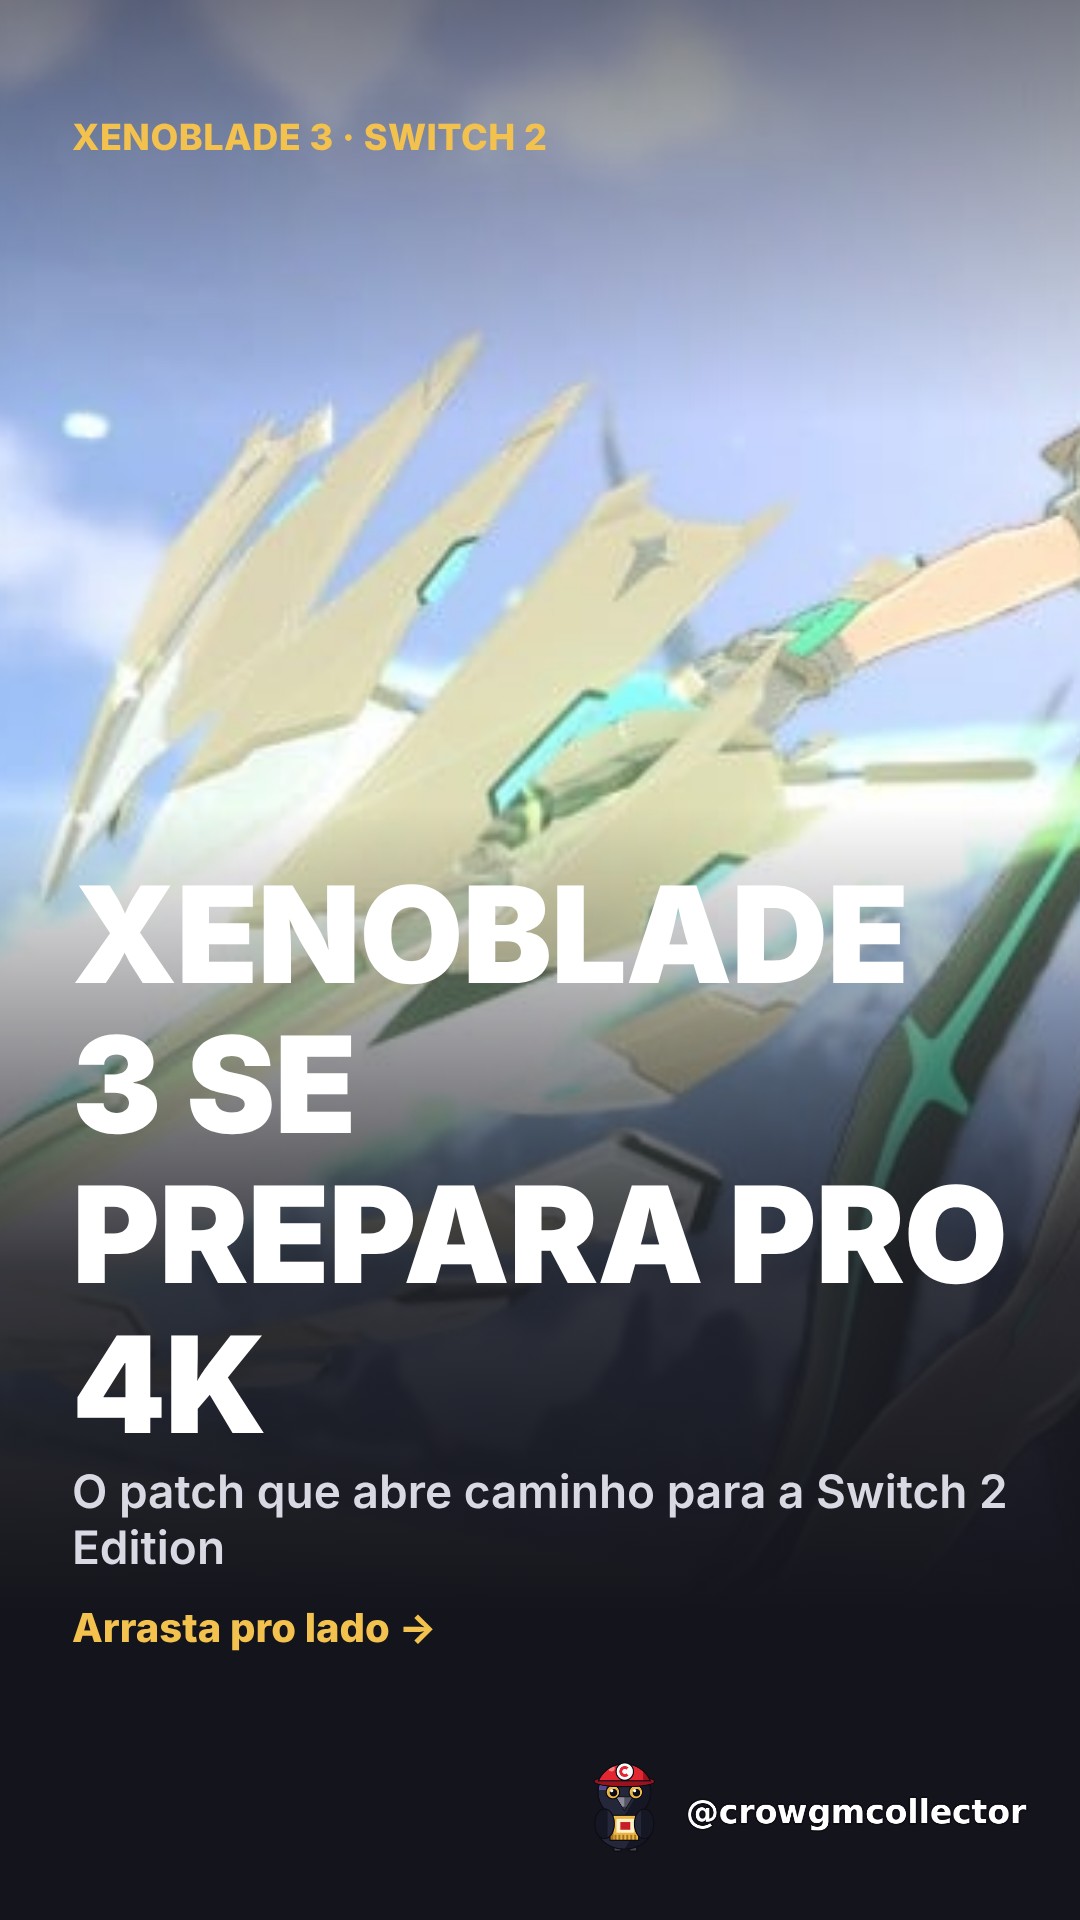 XENOBLADE 3 · SWITCH 2
XENOBLADE
3 SE
PREPARA PRO
4K
O patch que abre caminho para a Switch 2
Edition
Arrasta pro lado →
C
@crowgmcollector